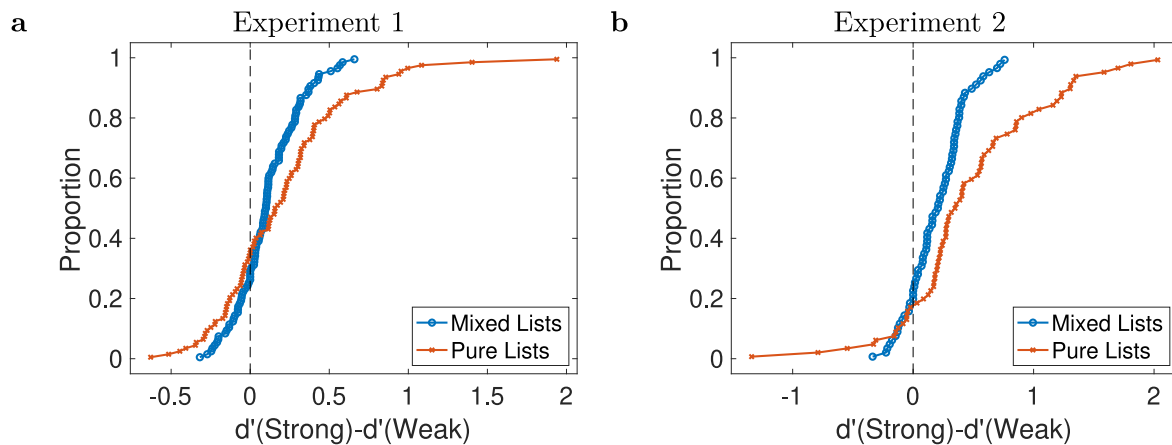 a
Experiment 1
1
0.8
0.6
0.4
0.2
0
Proportion
-0.5
0
0.5
1
1.5
2
d'(Strong)-d'(Weak)
Mixed Lists
Pure Lists
b
Experiment 2
1
0.8
0.6
0.4
0.2
0
Proportion
-1
0
1
2
d'(Strong)-d'(Weak)
Mixed Lists
Pure Lists